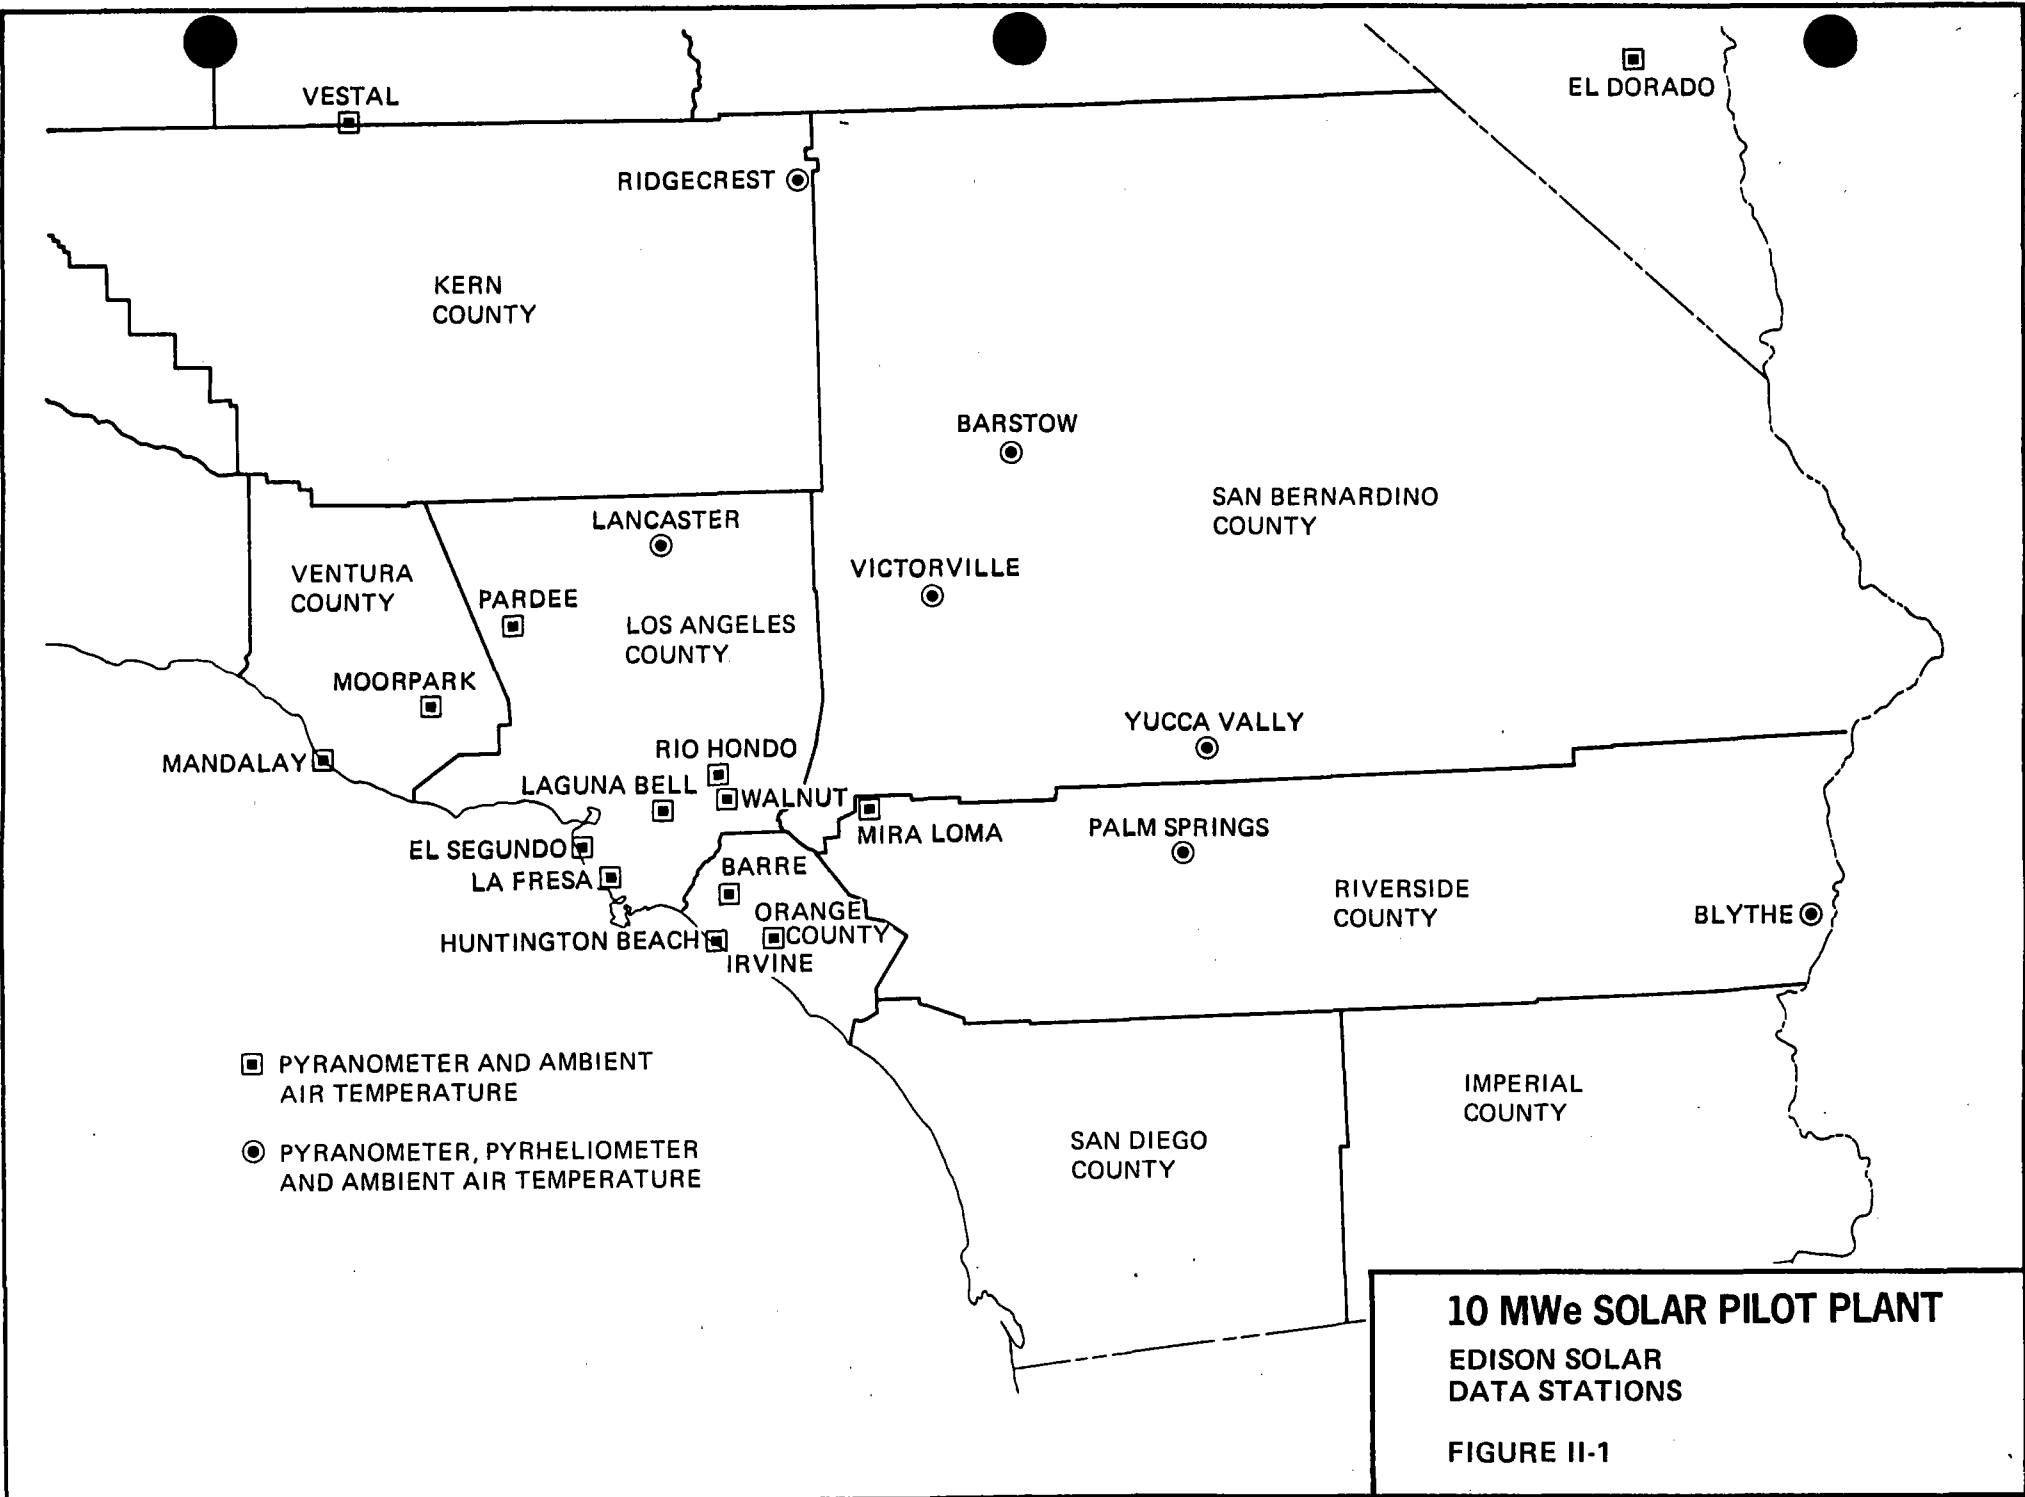 VESTAL
EL DORADO
RIDGECREST
KERN
COUNTY
BARSTOW
SAN BERNARDINO
COUNTY
LANCASTER
VICTORVILLE
VENTURA
COUNTY
PARDEE
LOS ANGELES
COUNTY
MOORPARK
YUCCA VALLY
MANDALAY
RIO HONDO
LAGUNA BELL
WALNUT
MIRA LOMA
PALM SPRINGS
EL SEGUNDO
LA FRESA
BARRE
RIVERSIDE
COUNTY
BLYTHE
ORANGE
COUNTY
HUNTINGTON BEACH
IRVINE
PYRANOMETER AND AMBIENT
AIR TEMPERATURE
PYRANOMETER, PYRHELIOMETER
AND AMBIENT AIR TEMPERATURE
IMPERIAL
COUNTY
SAN DIEGO
COUNTY
10 MWe SOLAR PILOT PLANT
EDISON SOLAR
DATA STATIONS
FIGURE II-1